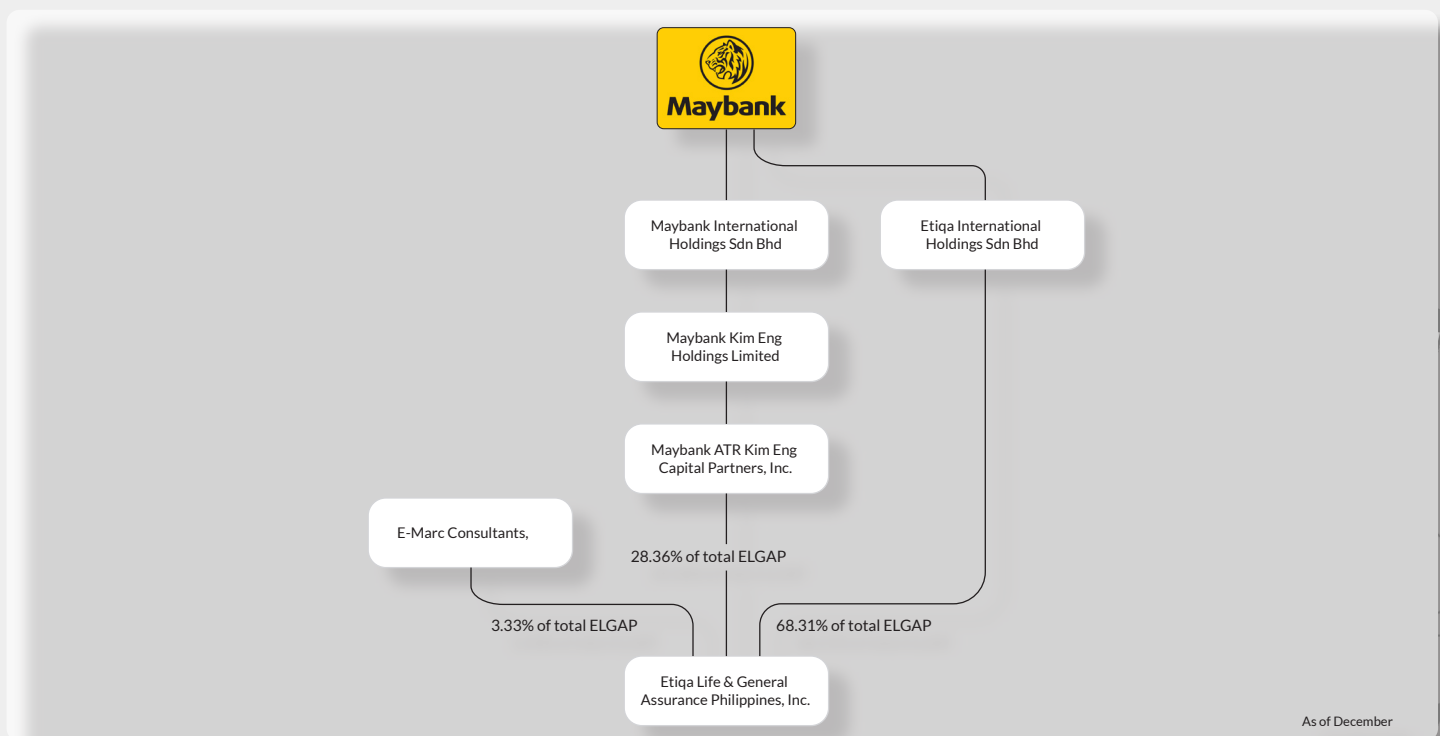 Maybank
Maybank International
Holdings Sdn Bhd
Etiqa International
Holdings Sdn Bhd
Maybank Kim Eng
Holdings Limited
Maybank ATR Kim Eng
Capital Partners, Inc.
E-Marc Consultants,
28.36% of total ELGAP
3.33% of total ELGAP
68.31% of total ELGAP
Etiqa Life & General
Assurance Philippines, Inc.
As of December